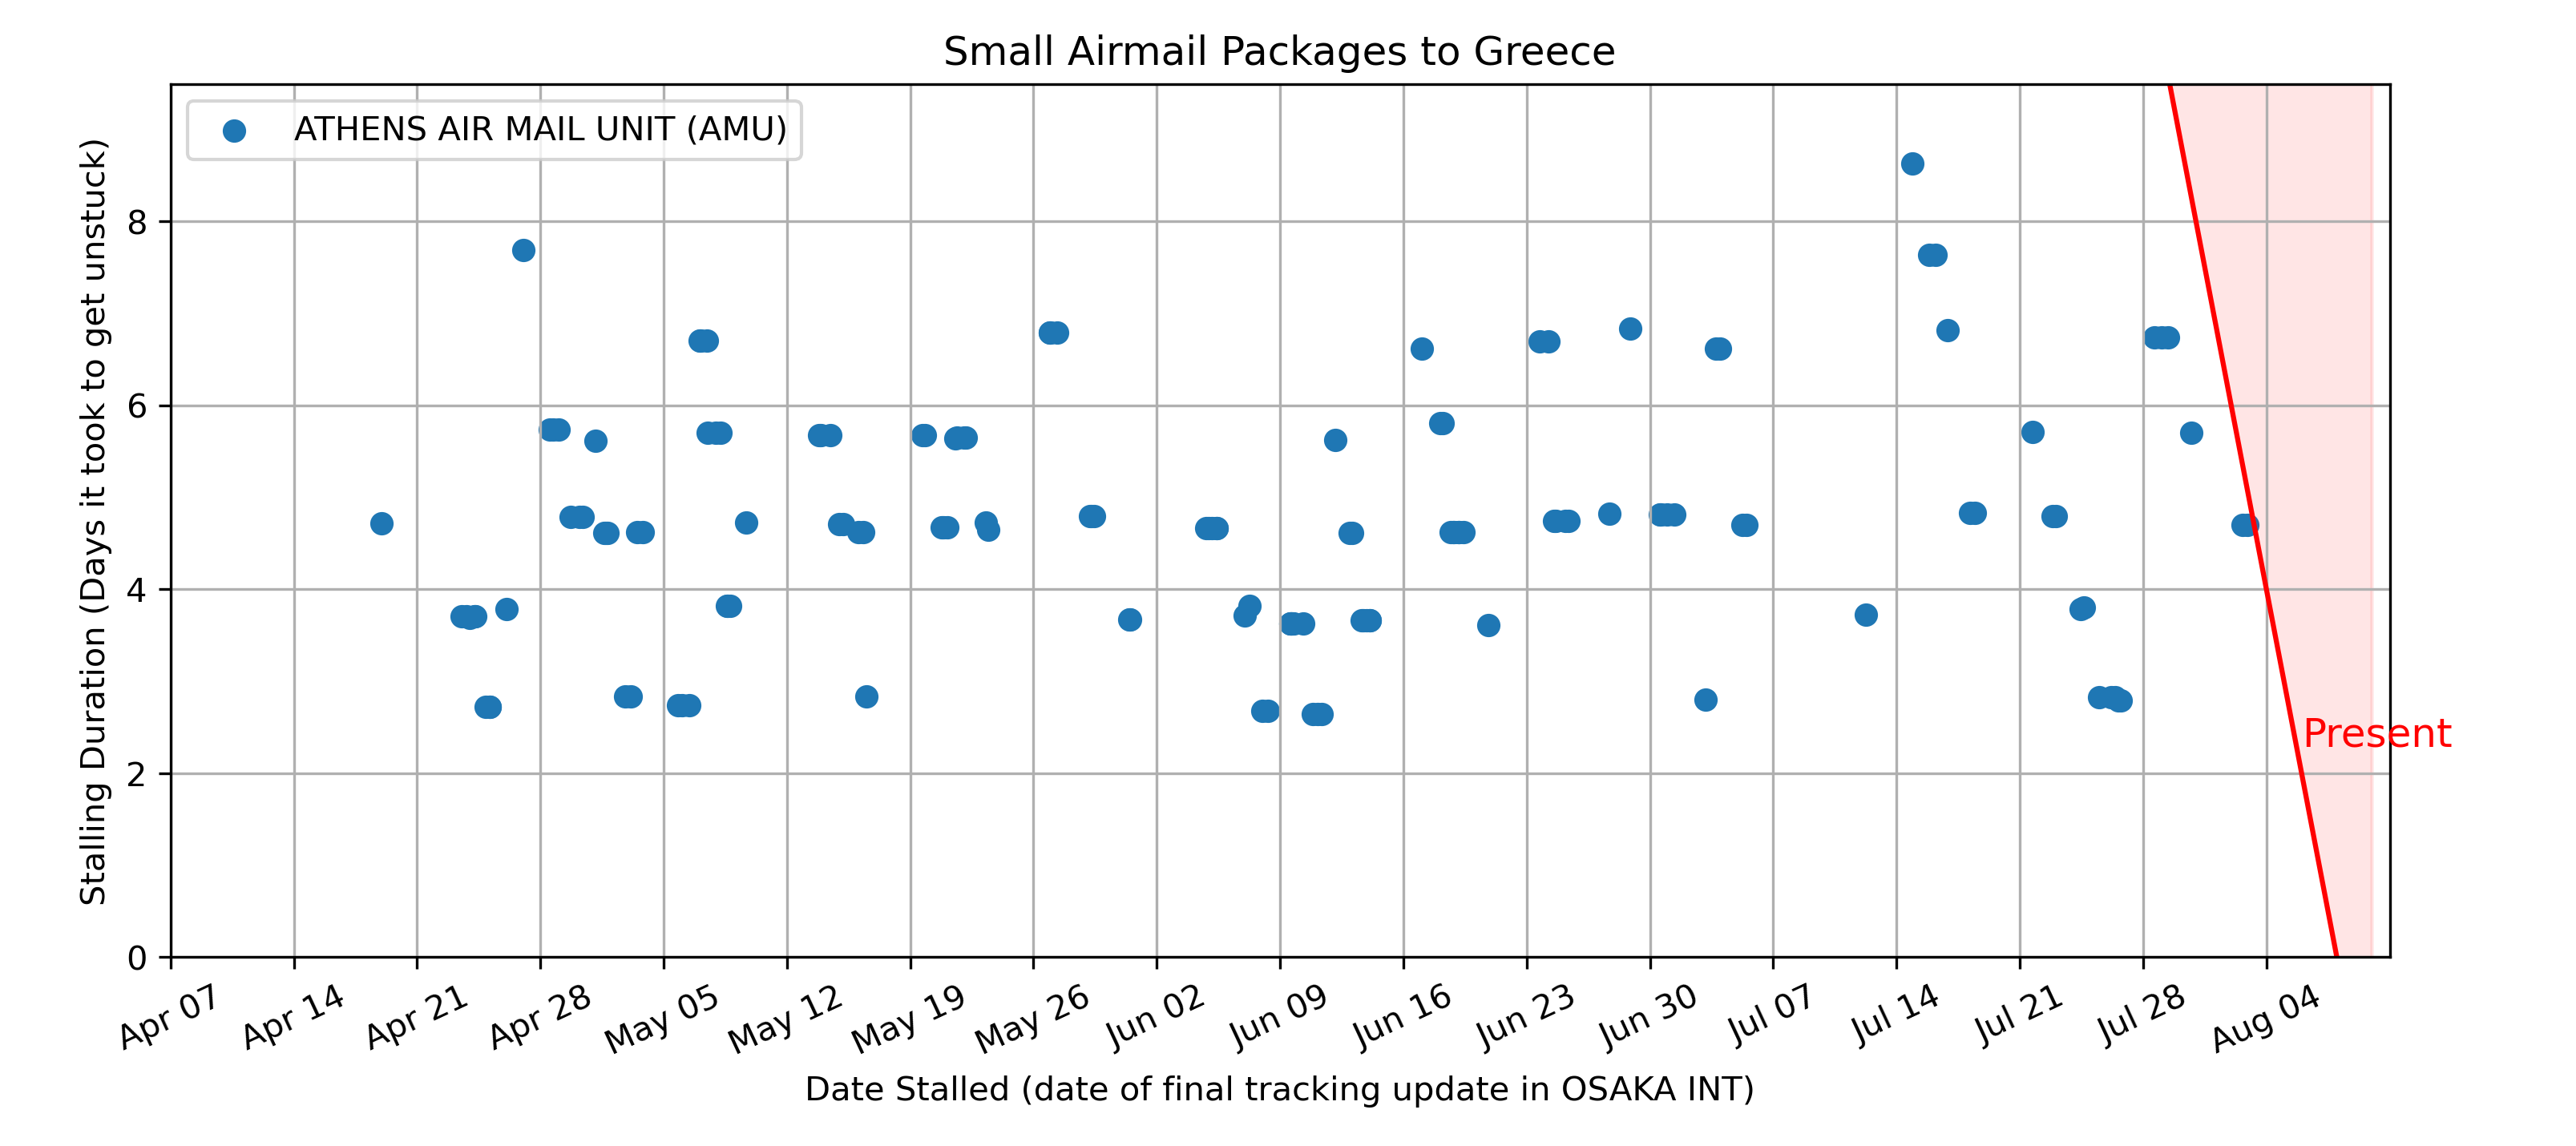 Small Airmail Packages to Greece
ATHENS AIR MAIL UNIT (AMU)
Stalling Duration (Days it took to get unstuck)
8
6
4
2
0
Present
Apr 07
Apr 14
Apr 21
Apr 28
May 05
May 12
May 19
May 26
Jun 02
Jun 09
Jun 16
Jun 23
Jun 30
Jul 07
Jul 14
Jul 21
Jul 28
Aug 04
Date Stalled (date of final tracking update in OSAKA INT)